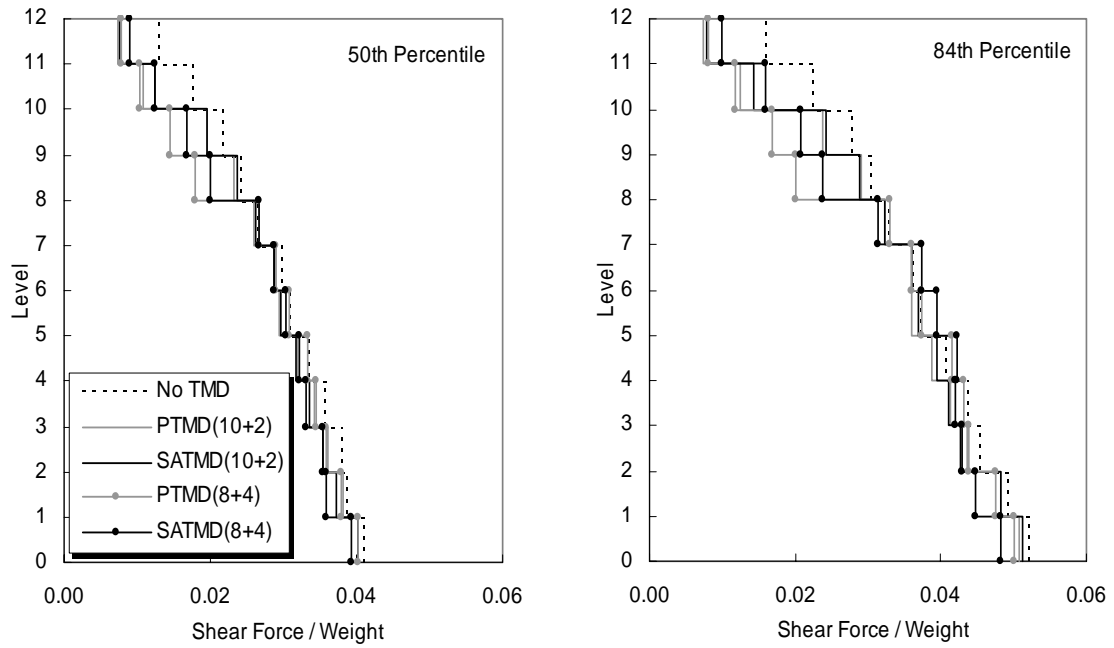 50th Percentile
12
11
10
9
8
7
6
5
4
3
2
1
0
Level
No TMD
PTMD(10+2)
SATMD(10+2)
PTMD(8+4)
SATMD(8+4)
0.00 0.02 0.04 0.06
Shear Force / Weight
84th Percentile
12
11
10
9
8
7
6
5
4
3
2
1
0
Level
0.00 0.02 0.04 0.06
Shear Force / Weight